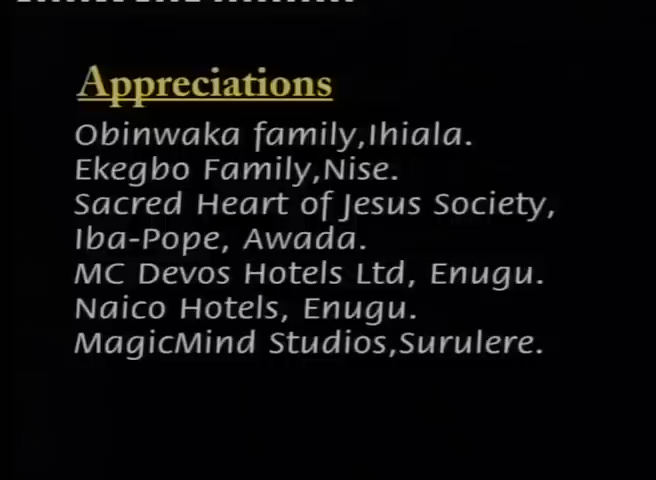 Appreciations
Obinwaka family,Ihiala.
Ekegbo Family,Nise.
Sacred Heart of Jesus Society,
Iba-Pope, Awada.
MC Devos Hotels Ltd, Enugu.
Naico Hotels, Enugu.
MagicMind Studios,Surulere.